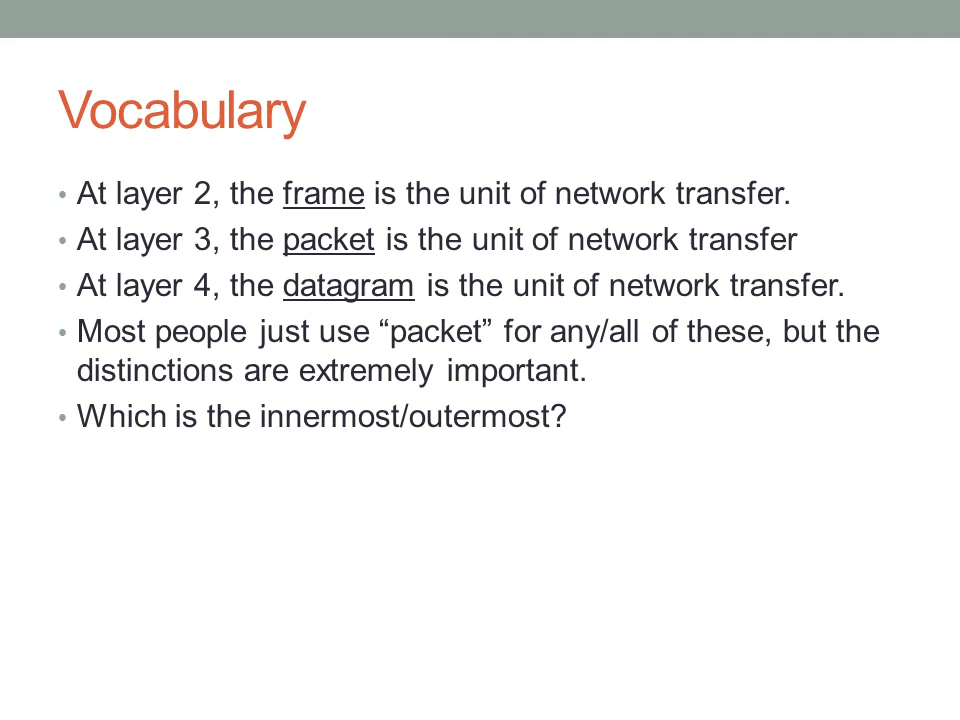 Vocabulary
• At layer 2, the frame is the unit of network transfer.
• At layer 3, the packet is the unit of network transfer
• At layer 4, the datagram is the unit of network transfer.
• Most people just use “packet” for any/all of these, but the
distinctions are extremely important.
• Which is the innermost/outermost?